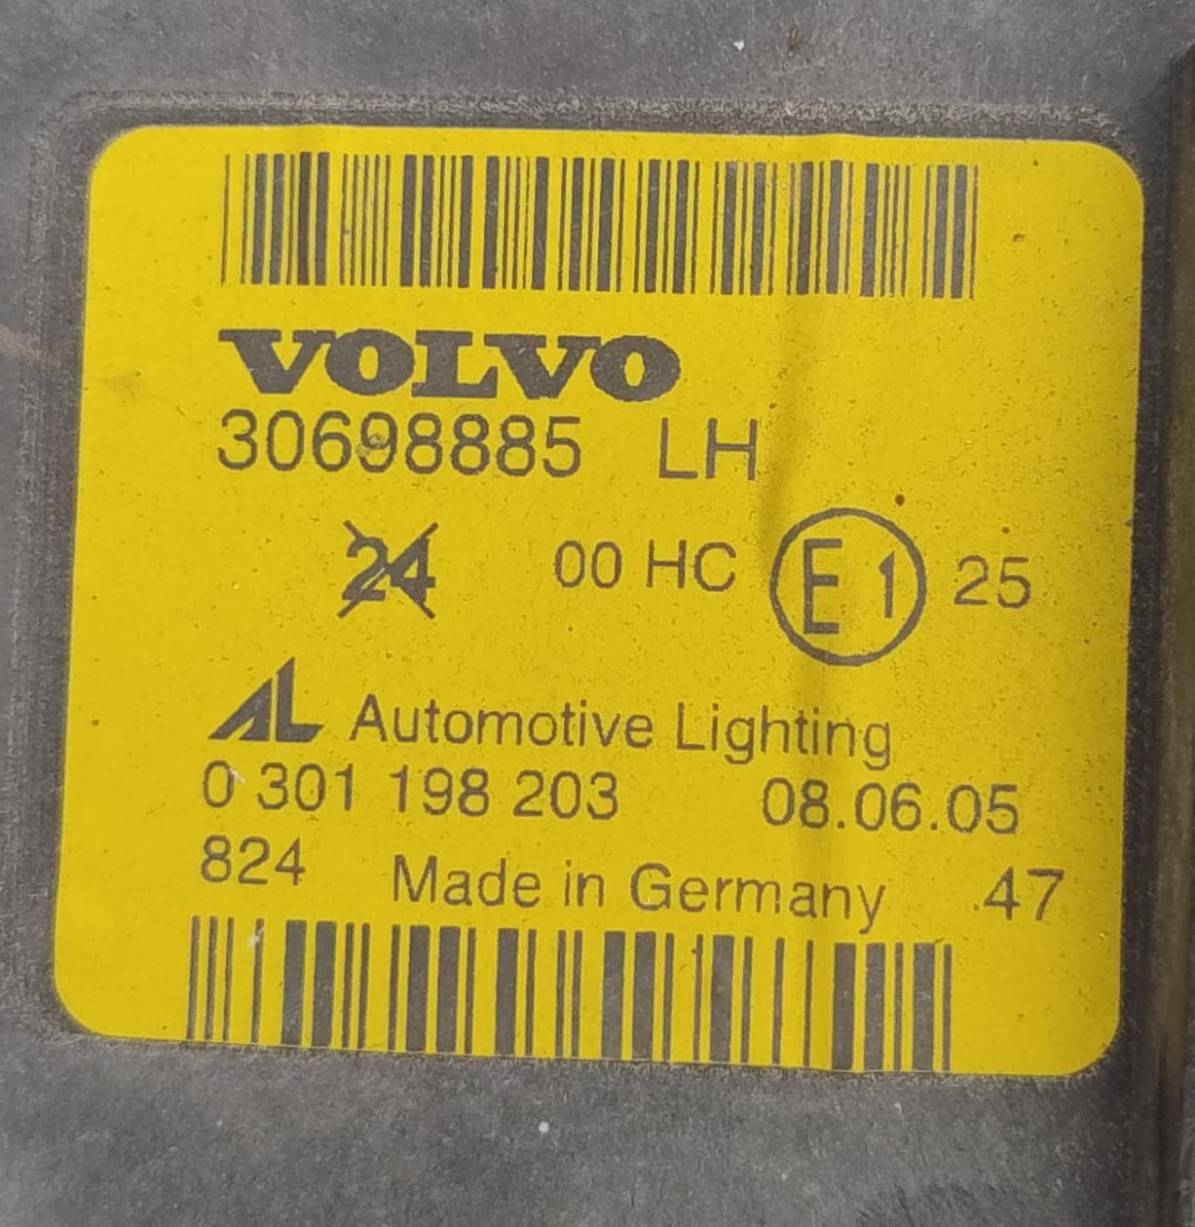 VOLVO
30698885 LH
24 00 HC E1 25
AL Automotive Lighting
0 301 198 203 08.06.05
824 Made in Germany 47